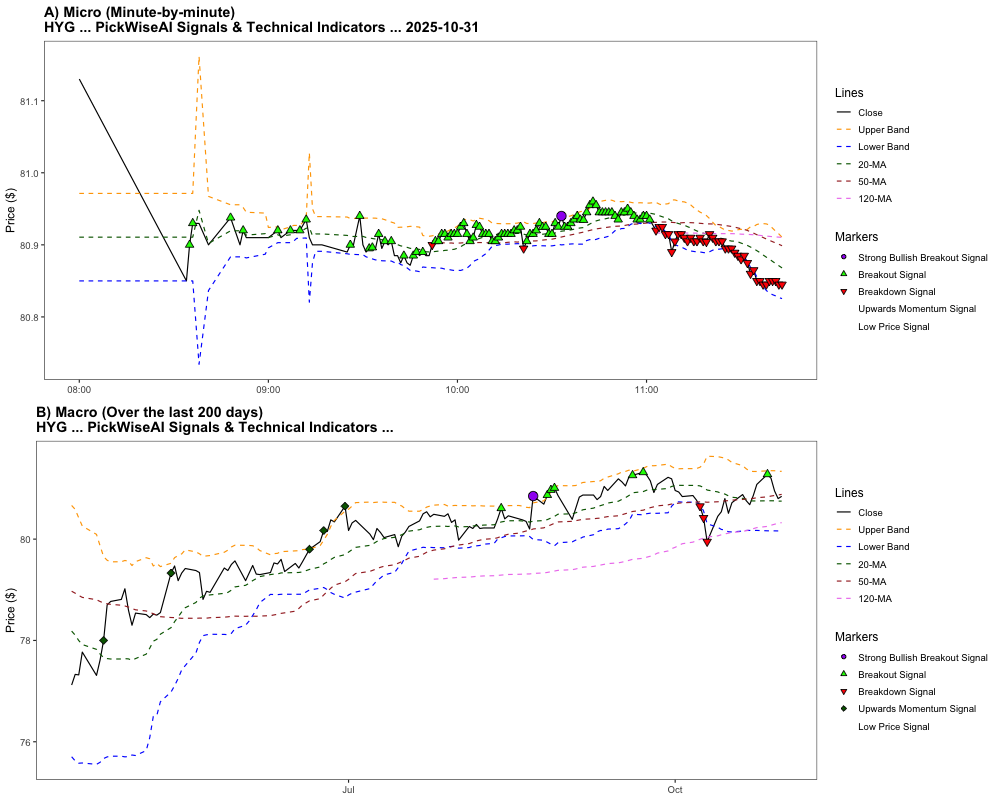 A) Micro (Minute-by-minute)
HYG ... PickWiseAI Signals & Technical Indicators ... 2025-10-31
Price ($)
81.1
81.0
80.9
80.8
08:00
09:00
10:00
11:00
Lines
Close
Upper Band
Lower Band
20-MA
50-MA
120-MA
Markers
Strong Bullish Breakout Signal
Breakout Signal
Breakdown Signal
Upwards Momentum Signal
Low Price Signal
B) Macro (Over the last 200 days)
HYG ... PickWiseAI Signals & Technical Indicators ...
Price ($)
80
78
76
Jul
Oct
Lines
Close
Upper Band
Lower Band
20-MA
50-MA
120-MA
Markers
Strong Bullish Breakout Signal
Breakout Signal
Breakdown Signal
Upwards Momentum Signal
Low Price Signal